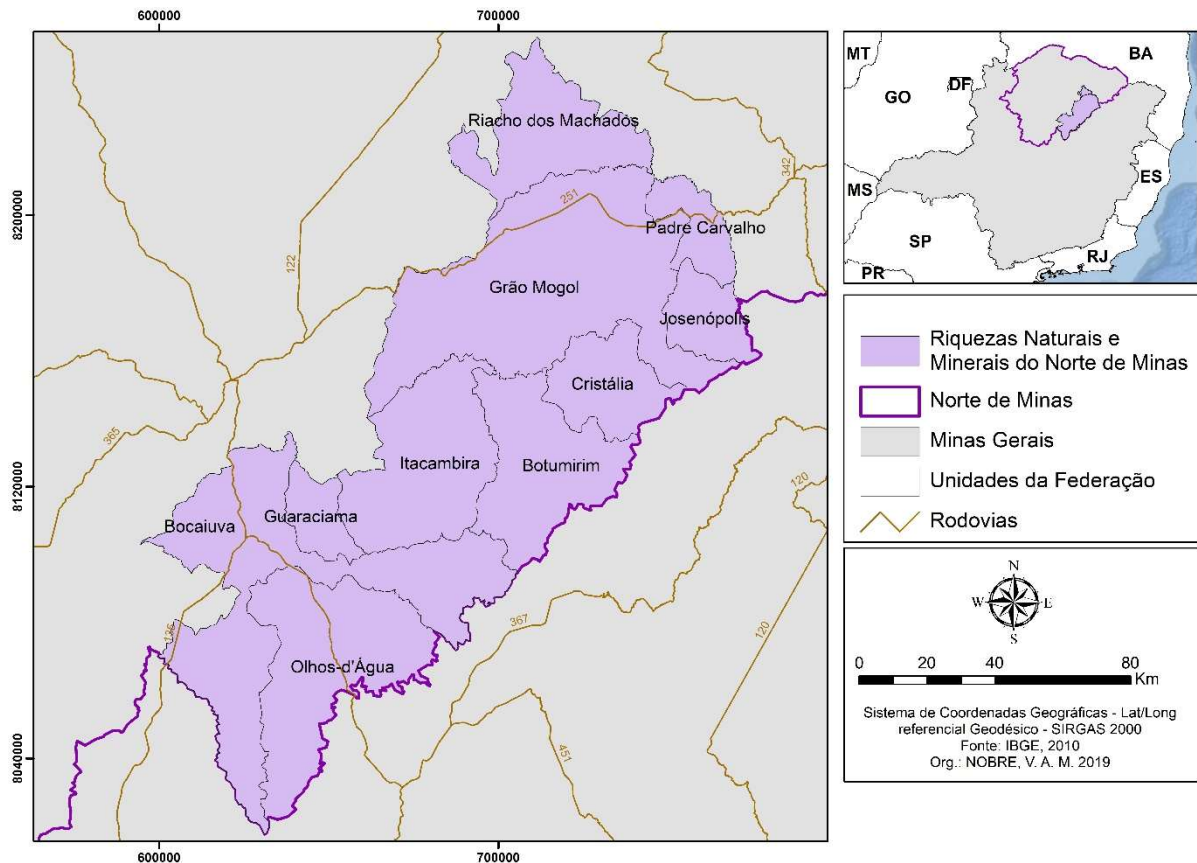 600000
700000
8200000
8120000
8040000
600000
700000
Riacho dos Machados
251
342
122
Padre Carvalho
Grão Mogol
Josenópolis
Cristália
365
Itacambira
Botumirim
120
Bocaiuva
Guaraciama
367
135
120
Olhos-d'Água
451
MT
BA
GO
DF
MS
ES
SP
RJ
PR
Riquezas Naturais e
Minerais do Norte de Minas
Norte de Minas
Minas Gerais
Unidades da Federação
Rodovias
N
W
E
S
0 20 40 80
Km
Sistema de Coordenadas Geográficas - Lat/Long
referencial Geodésico - SIRGAS 2000
Fonte: IBGE, 2010
Org.: NOBRE, V. A. M. 2019